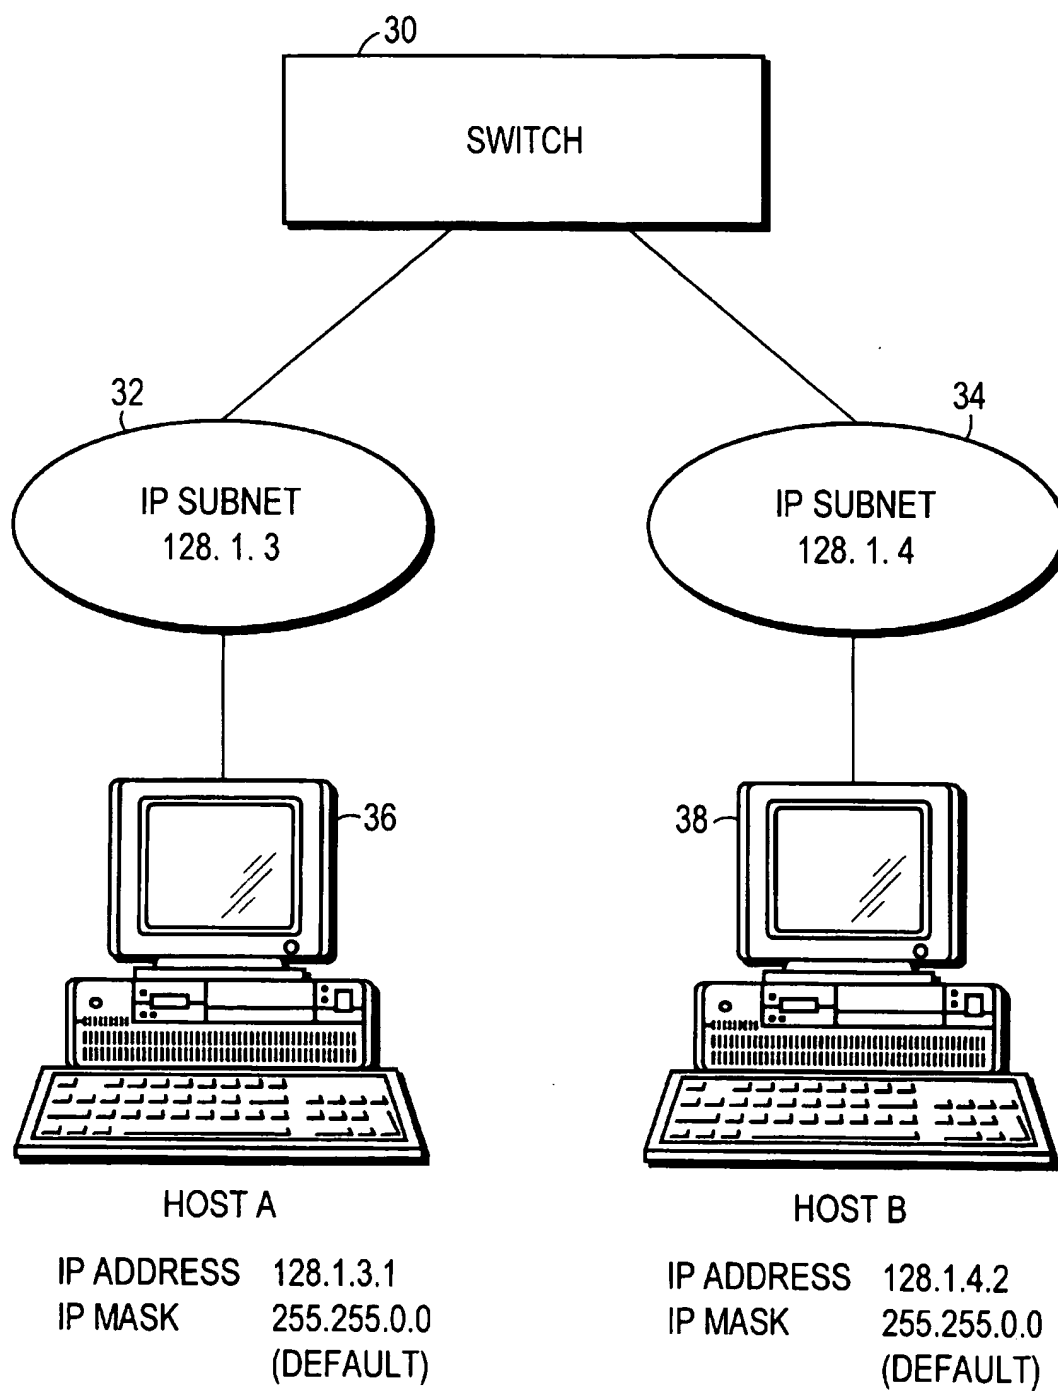 30
SWITCH
32
34
IP SUBNET
128. 1. 3
IP SUBNET
128. 1. 4
36
38
HOST A
HOST B
IP ADDRESS 128.1.3.1
IP MASK 255.255.0.0
(DEFAULT)
IP ADDRESS 128.1.4.2
IP MASK 255.255.0.0
(DEFAULT)